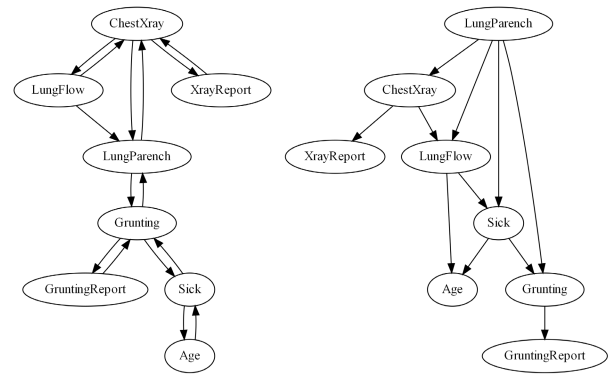 ChestXray
LungFlow
XrayReport
LungParench
Grunting
GruntingReport
Sick
Age
LungParench
ChestXray
XrayReport
LungFlow
Sick
Age
Grunting
GruntingReport